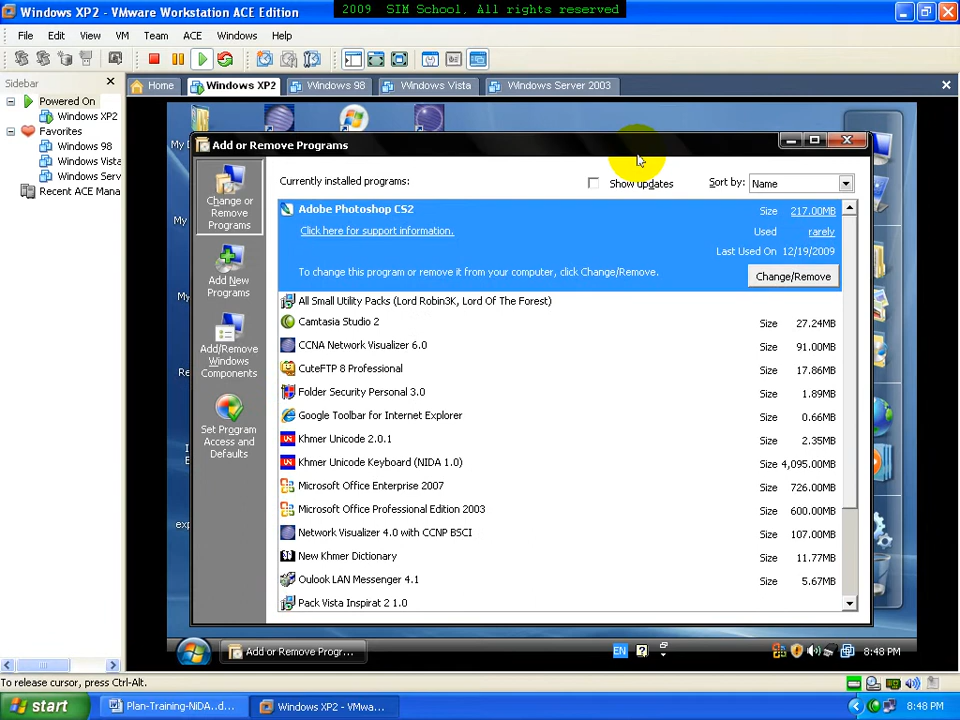 Windows XP2 - VMware Workstation ACE Edition
2009 SIM School, All rights reserved
File Edit View VM Team ACE Windows Help
Sidebar
Powered On
Windows XP2
Favorites
Windows 98
Windows Vista
Windows Serv
Recent ACE Mana
Home
Windows XP2
Windows 98
Windows Vista
Windows Server 2003
Add or Remove Programs
Change or Remove Programs
Add New Programs
Add/Remove Windows Components
Set Program Access and Defaults
Currently installed programs:
Show updates
Sort by: Name
Adobe Photoshop CS2 Size 217.00MB
Click here for support information. Used rarely
Last Used On 12/19/2009
To change this program or remove it from your computer, click Change/Remove. Change/Remove
All Small Utility Packs (Lord Robin3K, Lord Of The Forest)
Camtasia Studio 2 Size 27.24MB
CCNA Network Visualizer 6.0 Size 91.00MB
CuteFTP 8 Professional Size 17.86MB
Folder Security Personal 3.0 Size 1.89MB
Google Toolbar for Internet Explorer Size 0.66MB
Khmer Unicode 2.0.1 Size 2.35MB
Khmer Unicode Keyboard (NIDA 1.0) Size 4,095.00MB
Microsoft Office Enterprise 2007 Size 726.00MB
Microsoft Office Professional Edition 2003 Size 600.00MB
Network Visualizer 4.0 with CCNP BSCI Size 107.00MB
New Khmer Dictionary Size 11.77MB
Oulook LAN Messenger 4.1 Size 5.67MB
Pack Vista Inspirat 2 1.0
Add or Remove Progr...
EN
8:48 PM
To release cursor, press Ctrl-Alt.
start
Plan-Training-NiDA..d...
Windows XP2 - VMwa...
8:48 PM